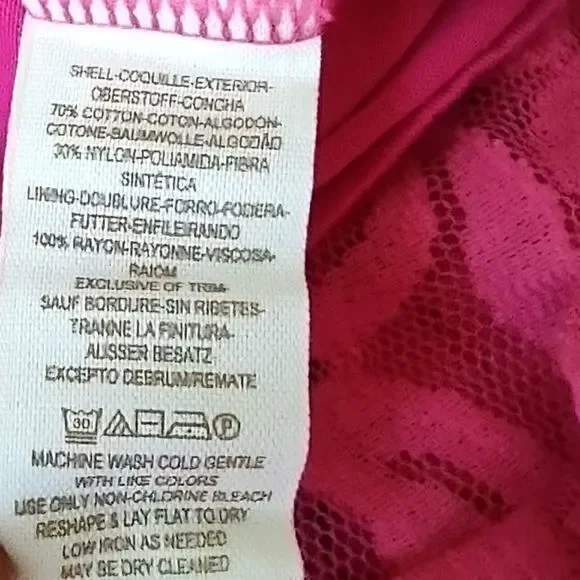 SHELL-COQUILLE-EXTERIOR-
OBERSTOFF-CONCHA
70% COTTON-COTON-ALGODON-
COTONE-BAUMWOLLE-ALGODÃO
30% NYLON-POLIAMIDA-FIBRA
SINTÉTICA
LINING-DOUBLURE-FORRO-FODERA-
FUTTER-ENFILEIRANDO
100% RAYON-RAYONNE-VISCOSA-
RAIOM
EXCLUSIVE OF TRIM-
SAUF BORDURE-SIN RIBETES-
TRANNE LA FINITURA-
AUSSER BESATZ
EXCEPTO DEBRUM/REMATE
30 P
MACHINE WASH COLD GENTLE
WITH LIKE COLORS
USE ONLY NON-CHLORINE BLEACH
RESHAPE & LAY FLAT TO DRY
LOW IRON AS NEEDED
MAY BE DRY CLEANED